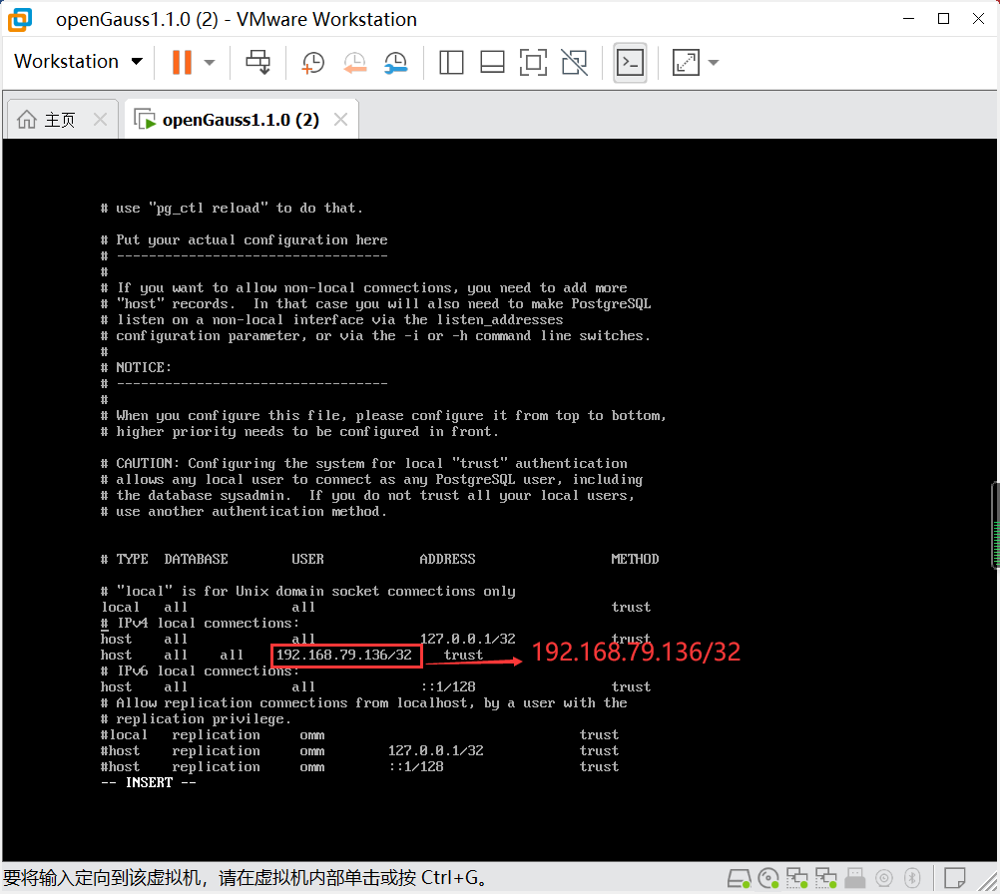 openGauss1.1.0 (2) - VMware Workstation
Workstation
主页
openGauss1.1.0 (2)
# use "pg_ctl reload" to do that.
# Put your actual configuration here
# ----------------------------------
#
# If you want to allow non-local connections, you need to add more
# "host" records.  In that case you will also need to make PostgreSQL
# listen on a non-local interface via the listen_addresses
# configuration parameter, or via the -i or -h command line switches.
#
# NOTICE:
# ----------------------------------
#
# When you configure this file, please configure it from top to bottom,
# higher priority needs to be configured in front.
# CAUTION: Configuring the system for local "trust" authentication
# allows any local user to connect as any PostgreSQL user, including
# the database sysadmin.  If you do not trust all your local users,
# use another authentication method.
# TYPE  DATABASE        USER            ADDRESS                 METHOD
# "local" is for Unix domain socket connections only
local   all             all                                     trust
# IPv4 local connections:
host    all             all             127.0.0.1/32            trust
host    all    all    192.168.79.136/32    trust    192.168.79.136/32
# IPv6 local connections:
host    all             all             ::1/128                 trust
# Allow replication connections from localhost, by a user with the
# replication privilege.
#local   replication     omm                                trust
#host    replication     omm        127.0.0.1/32            trust
#host    replication     omm        ::1/128                 trust
-- INSERT --
要将输入定向到该虚拟机，请在虚拟机内部单击或按 Ctrl+G。